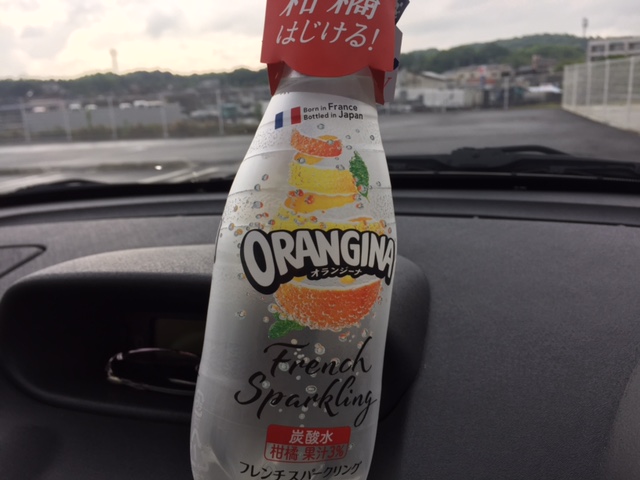 柑橘
はじける!
Born in France
Bottled in Japan
ORANGINA
オランジーナ
French
Sparkling
炭酸水
柑橘 果汁3%
フレンチスパークリング